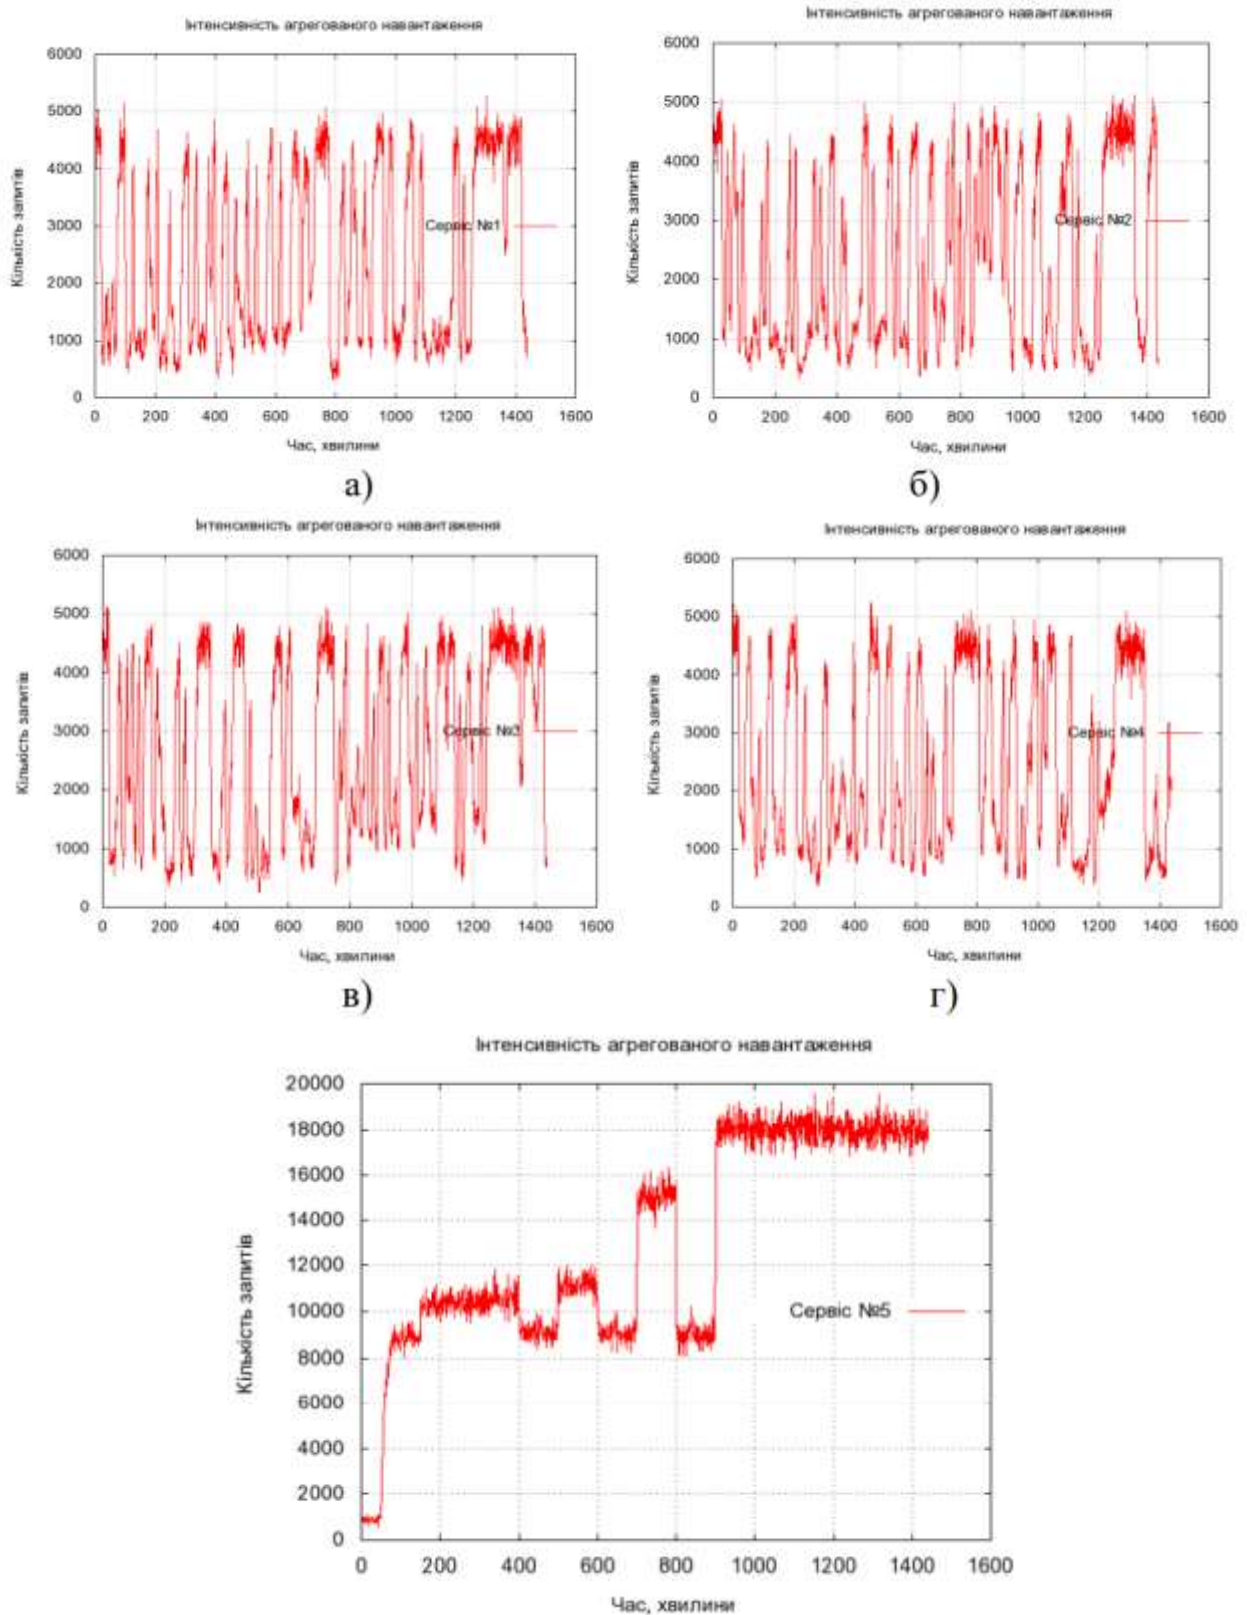 Інтенсивність агрегованого навантаження
6000
5000
4000
3000
2000
1000
0
Кількість запитів
Сервіс №1
0 200 400 600 800 1000 1200 1400 1600
Час, хвилини
а)
Інтенсивність агрегованого навантаження
6000
5000
4000
3000
2000
1000
0
Кількість запитів
Сервіс №2
0 200 400 600 800 1000 1200 1400 1600
Час, хвилини
б)
Інтенсивність агрегованого навантаження
6000
5000
4000
3000
2000
1000
0
Кількість запитів
Сервіс №3
0 200 400 600 800 1000 1200 1400 1600
Час, хвилини
в)
Інтенсивність агрегованого навантаження
6000
5000
4000
3000
2000
1000
0
Кількість запитів
Сервіс №4
0 200 400 600 800 1000 1200 1400 1600
Час, хвилини
г)
Інтенсивність агрегованого навантаження
20000
18000
16000
14000
12000
10000
8000
6000
4000
2000
0
Кількість запитів
Сервіс №5
0 200 400 600 800 1000 1200 1400 1600
Час, хвилини